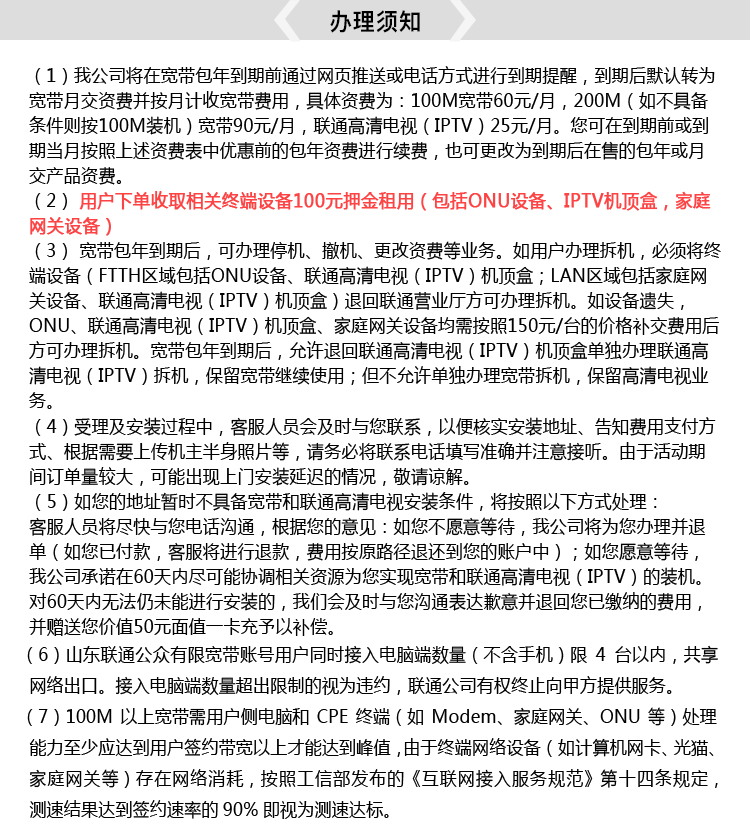 办理须知
（1）我公司将在宽带包年到期前通过网页推送或电话方式进行到期提醒，到期后默认转为
宽带月交资费并按月计收宽带费用，具体资费为：100M宽带60元/月，200M（如不具备
条件则按100M装机）宽带90元/月，联通高清电视（IPTV）25元/月。您可在到期前或到
期当月按照上述资费表中优惠前的包年资费进行续费，也可更改为到期后在售的包年或月
交产品资费。
（2） 用户下单收取相关终端设备100元押金租用（包括ONU设备、IPTV机顶盒，家庭
网关设备）
（3） 宽带包年到期后，可办理停机、撤机、更改资费等业务。如用户办理拆机，必须将终
端设备（FTTH区域包括ONU设备、联通高清电视（IPTV）机顶盒；LAN区域包括家庭网
关设备、联通高清电视（IPTV）机顶盒）退回联通营业厅方可办理拆机。如设备遗失，
ONU、联通高清电视（IPTV）机顶盒、家庭网关设备均需按照150元/台的价格补交费用后
方可办理拆机。宽带包年到期后，允许退回联通高清电视（IPTV）机顶盒单独办理联通高
清电视（IPTV）拆机，保留宽带继续使用；但不允许单独办理宽带拆机，保留高清电视业
务。
（4）受理及安装过程中，客服人员会及时与您联系，以便核实安装地址、告知费用支付方
式、根据需要上传机主半身照片等，请务必将联系电话填写准确并注意接听。由于活动期
间订单量较大，可能出现上门安装延迟的情况，敬请谅解。
（5）如您的地址暂时不具备宽带和联通高清电视安装条件，将按照以下方式处理：
客服人员将尽快与您电话沟通，根据您的意见：如您不愿意等待，我公司将为您办理并退
单（如您已付款，客服将进行退款，费用按原路径退还到您的账户中）；如您愿意等待，
我公司承诺在60天内尽可能协调相关资源为您实现宽带和联通高清电视（IPTV）的装机。
对60天内无法仍未能进行安装的，我们会及时与您沟通表达歉意并退回您已缴纳的费用，
并赠送您价值50元面值一卡充予以补偿。
（6）山东联通公众有限宽带账号用户同时接入电脑端数量（不含手机）限 4 台以内，共享
网络出口。接入电脑端数量超出限制的视为违约，联通公司有权终止向甲方提供服务。
（7）100M 以上宽带需用户侧电脑和 CPE 终端（如 Modem、家庭网关、ONU 等）处理
能力至少应达到用户签约带宽以上才能达到峰值，由于终端网络设备（如计算机网卡、光猫、
家庭网关等）存在网络消耗，按照工信部发布的《互联网接入服务规范》第十四条规定，
测速结果达到签约速率的 90% 即视为测速达标。